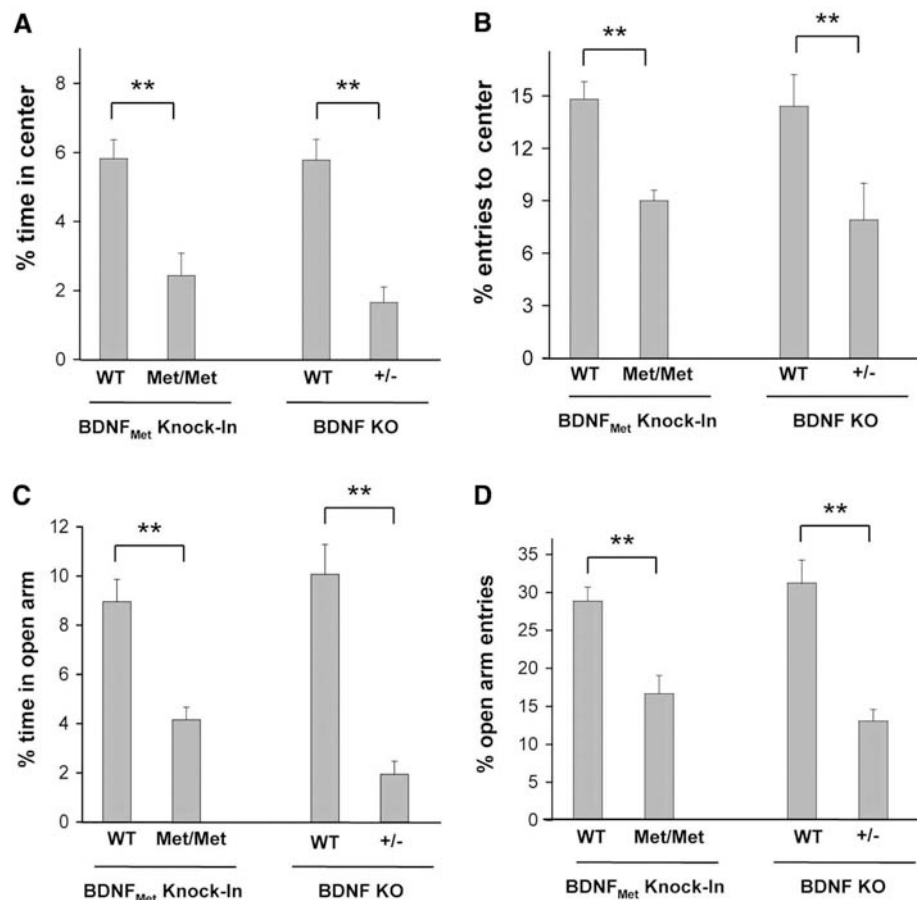 A
% time in center
8
6
4
2
0
**
**
WT Met/Met WT +/-
BDNFMet Knock-In BDNF KO
B
% entries to center
15
12
9
6
3
0
**
**
WT Met/Met WT +/-
BDNFMet Knock-In BDNF KO
C
% time in open arm
12
10
8
6
4
2
0
**
**
WT Met/Met WT +/-
BDNFMet Knock-In BDNF KO
D
% open arm entries
35
30
25
20
15
10
5
0
**
**
WT Met/Met WT +/-
BDNFMet Knock-In BDNF KO